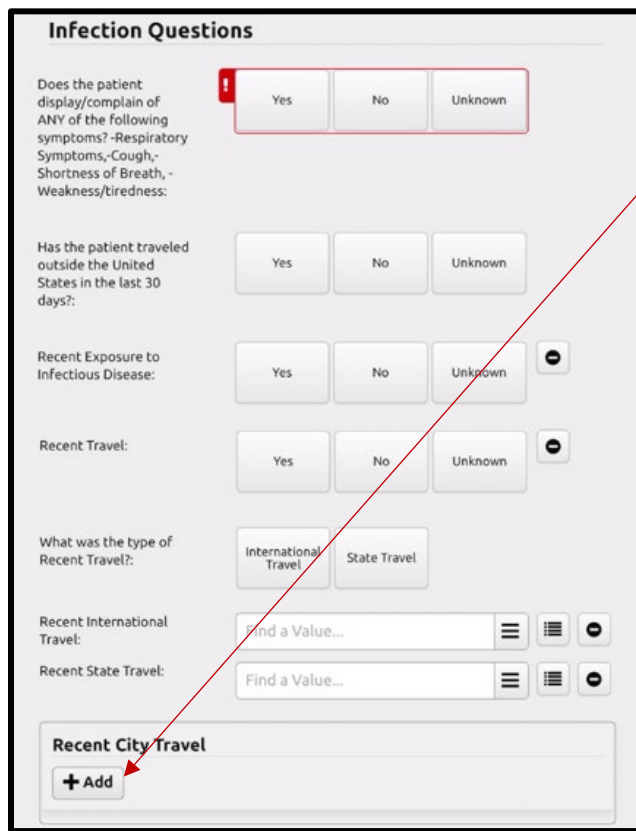 Infection Questions
Does the patient
display/complain of
ANY of the following
symptoms? -Respiratory
Symptoms,-Cough,-
Shortness of Breath, -
Weakness/tiredness:
!
Yes No Unknown
Has the patient traveled
outside the United
States in the last 30
days?:
Yes No Unknown
Recent Exposure to
Infectious Disease:
Yes No Unknown
Recent Travel:
Yes No Unknown
What was the type of
Recent Travel?:
International
Travel
State Travel
Recent International
Travel:
Find a Value...
Recent State Travel:
Find a Value...
Recent City Travel
+ Add